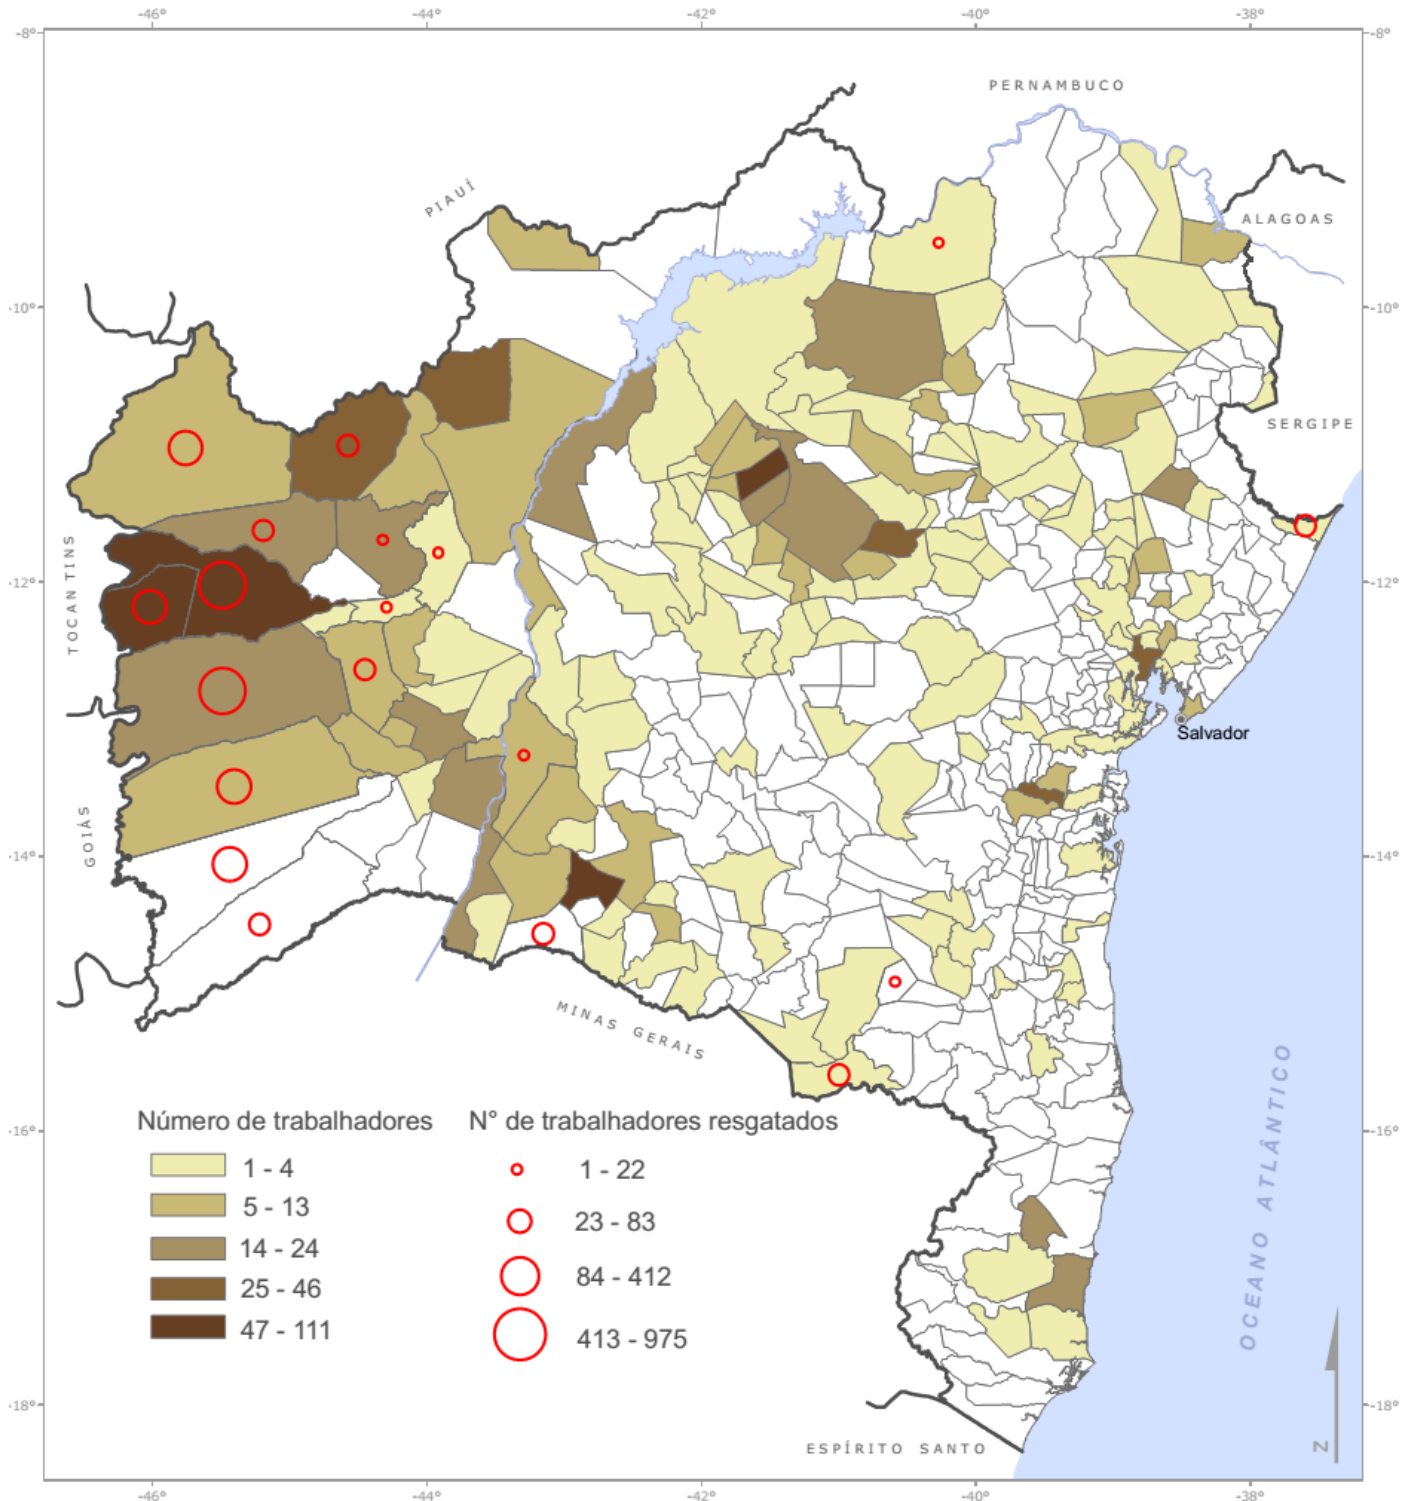 -46°
-44°
-42°
-40°
-38°
-8°
-8°
PERNAMBUCO
PIAUÍ
ALAGOAS
-10°
-10°
SERGIPE
TOCANTINS
-12°
-12°
Salvador
GOIÁS
-14°
-14°
MINAS GERAIS
OCEANO ATLÂNTICO
Número de trabalhadores
N° de trabalhadores resgatados
-16°
-16°
1 - 4
1 - 22
5 - 13
23 - 83
14 - 24
84 - 412
25 - 46
47 - 111
413 - 975
-18°
-18°
ESPÍRITO SANTO
N
-46°
-44°
-42°
-40°
-38°